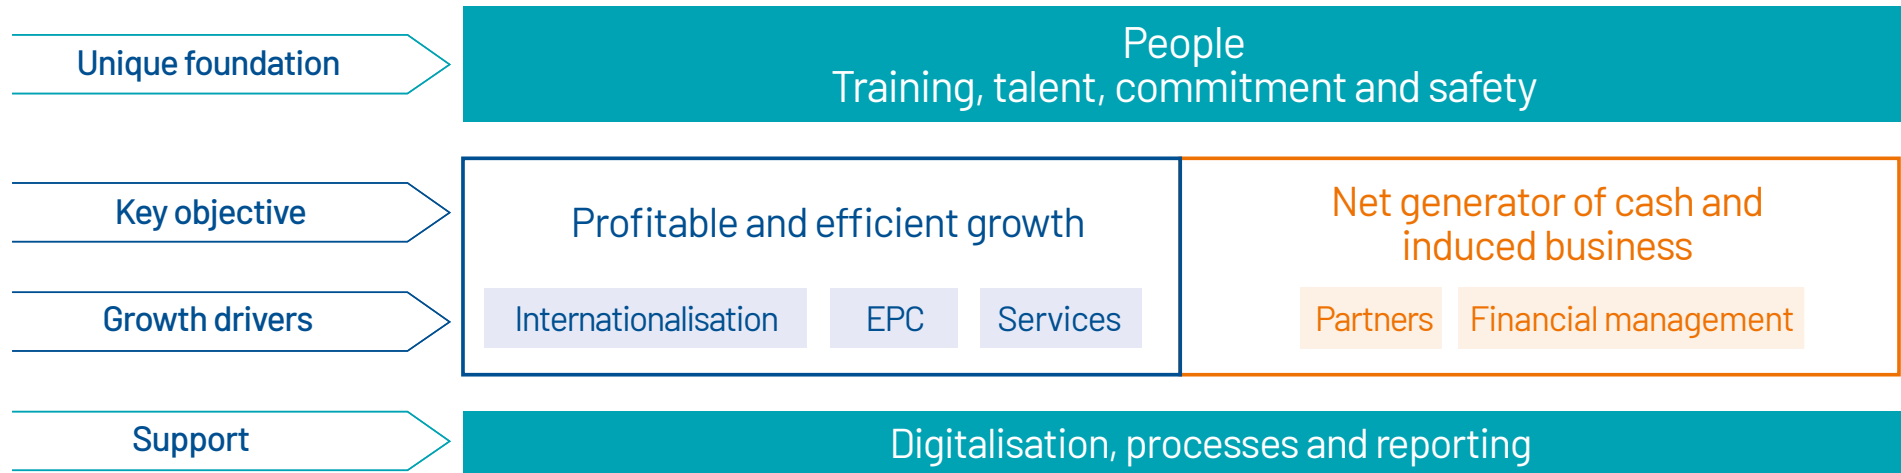 Unique foundation
People
Training, talent, commitment and safety
Key objective
Profitable and efficient growth
Net generator of cash and
induced business
Growth drivers
Internationalisation
EPC
Services
Partners
Financial management
Support
Digitalisation, processes and reporting